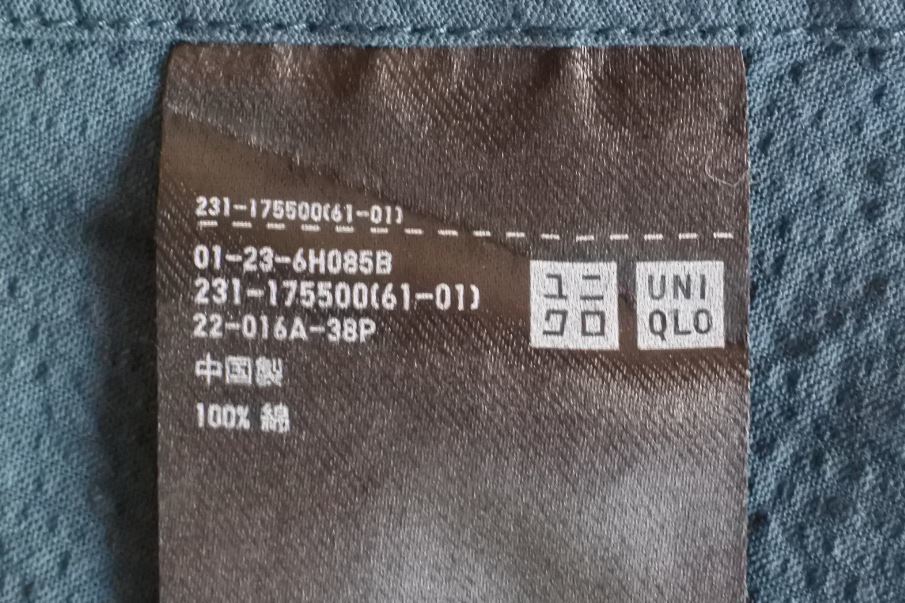 231-175500(61-01)
01-23-6H085B
231-175500(61-01)
22-016A-38P
中国製
100% 綿
ユニ
クロ
UNI
QLO